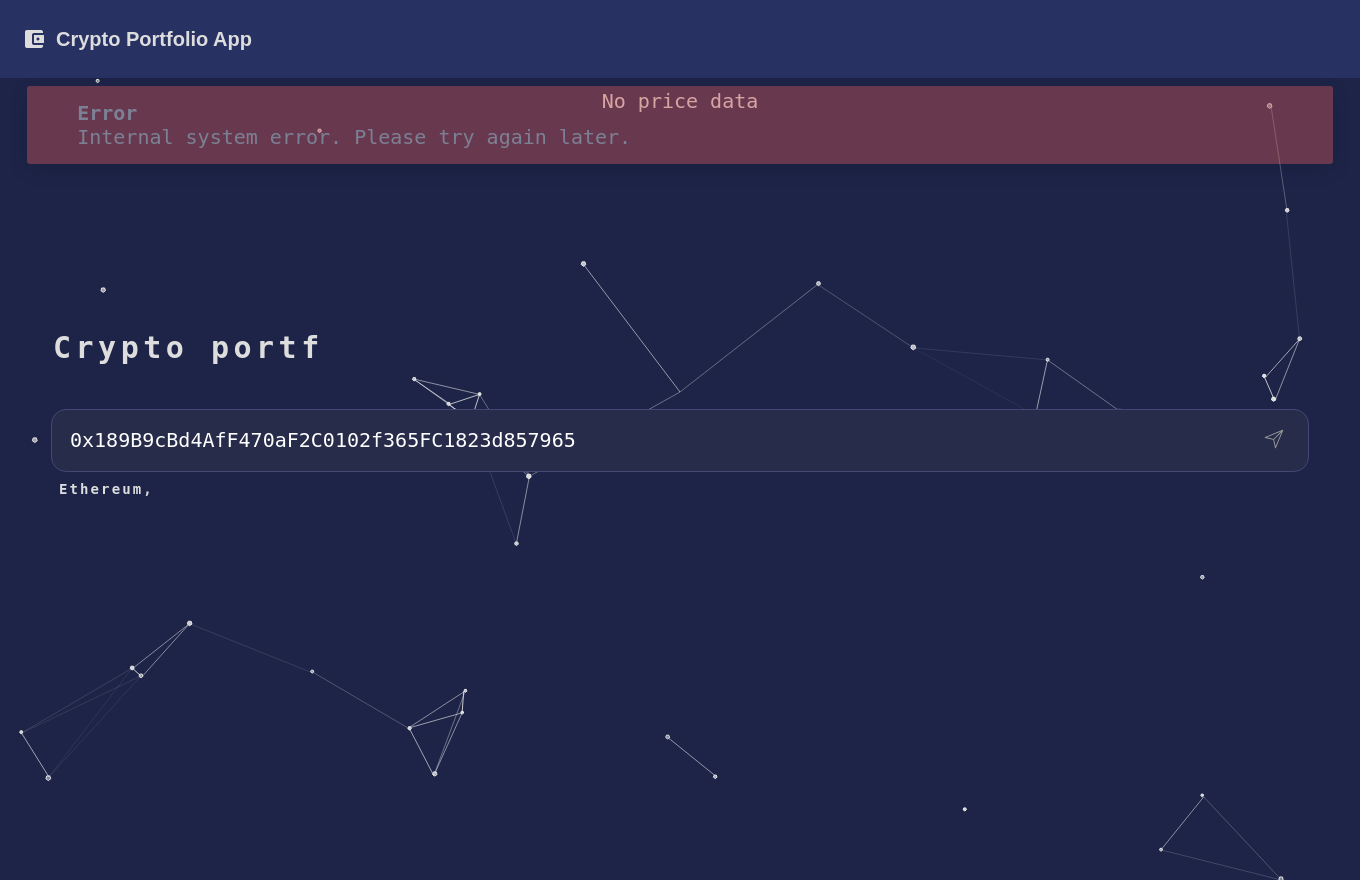 Crypto Portfolio App
No price data
Error
Internal system error. Please try again later.
Crypto portf
0x189B9cBd4AfF470aF2C0102f365FC1823d857965
Ethereum,